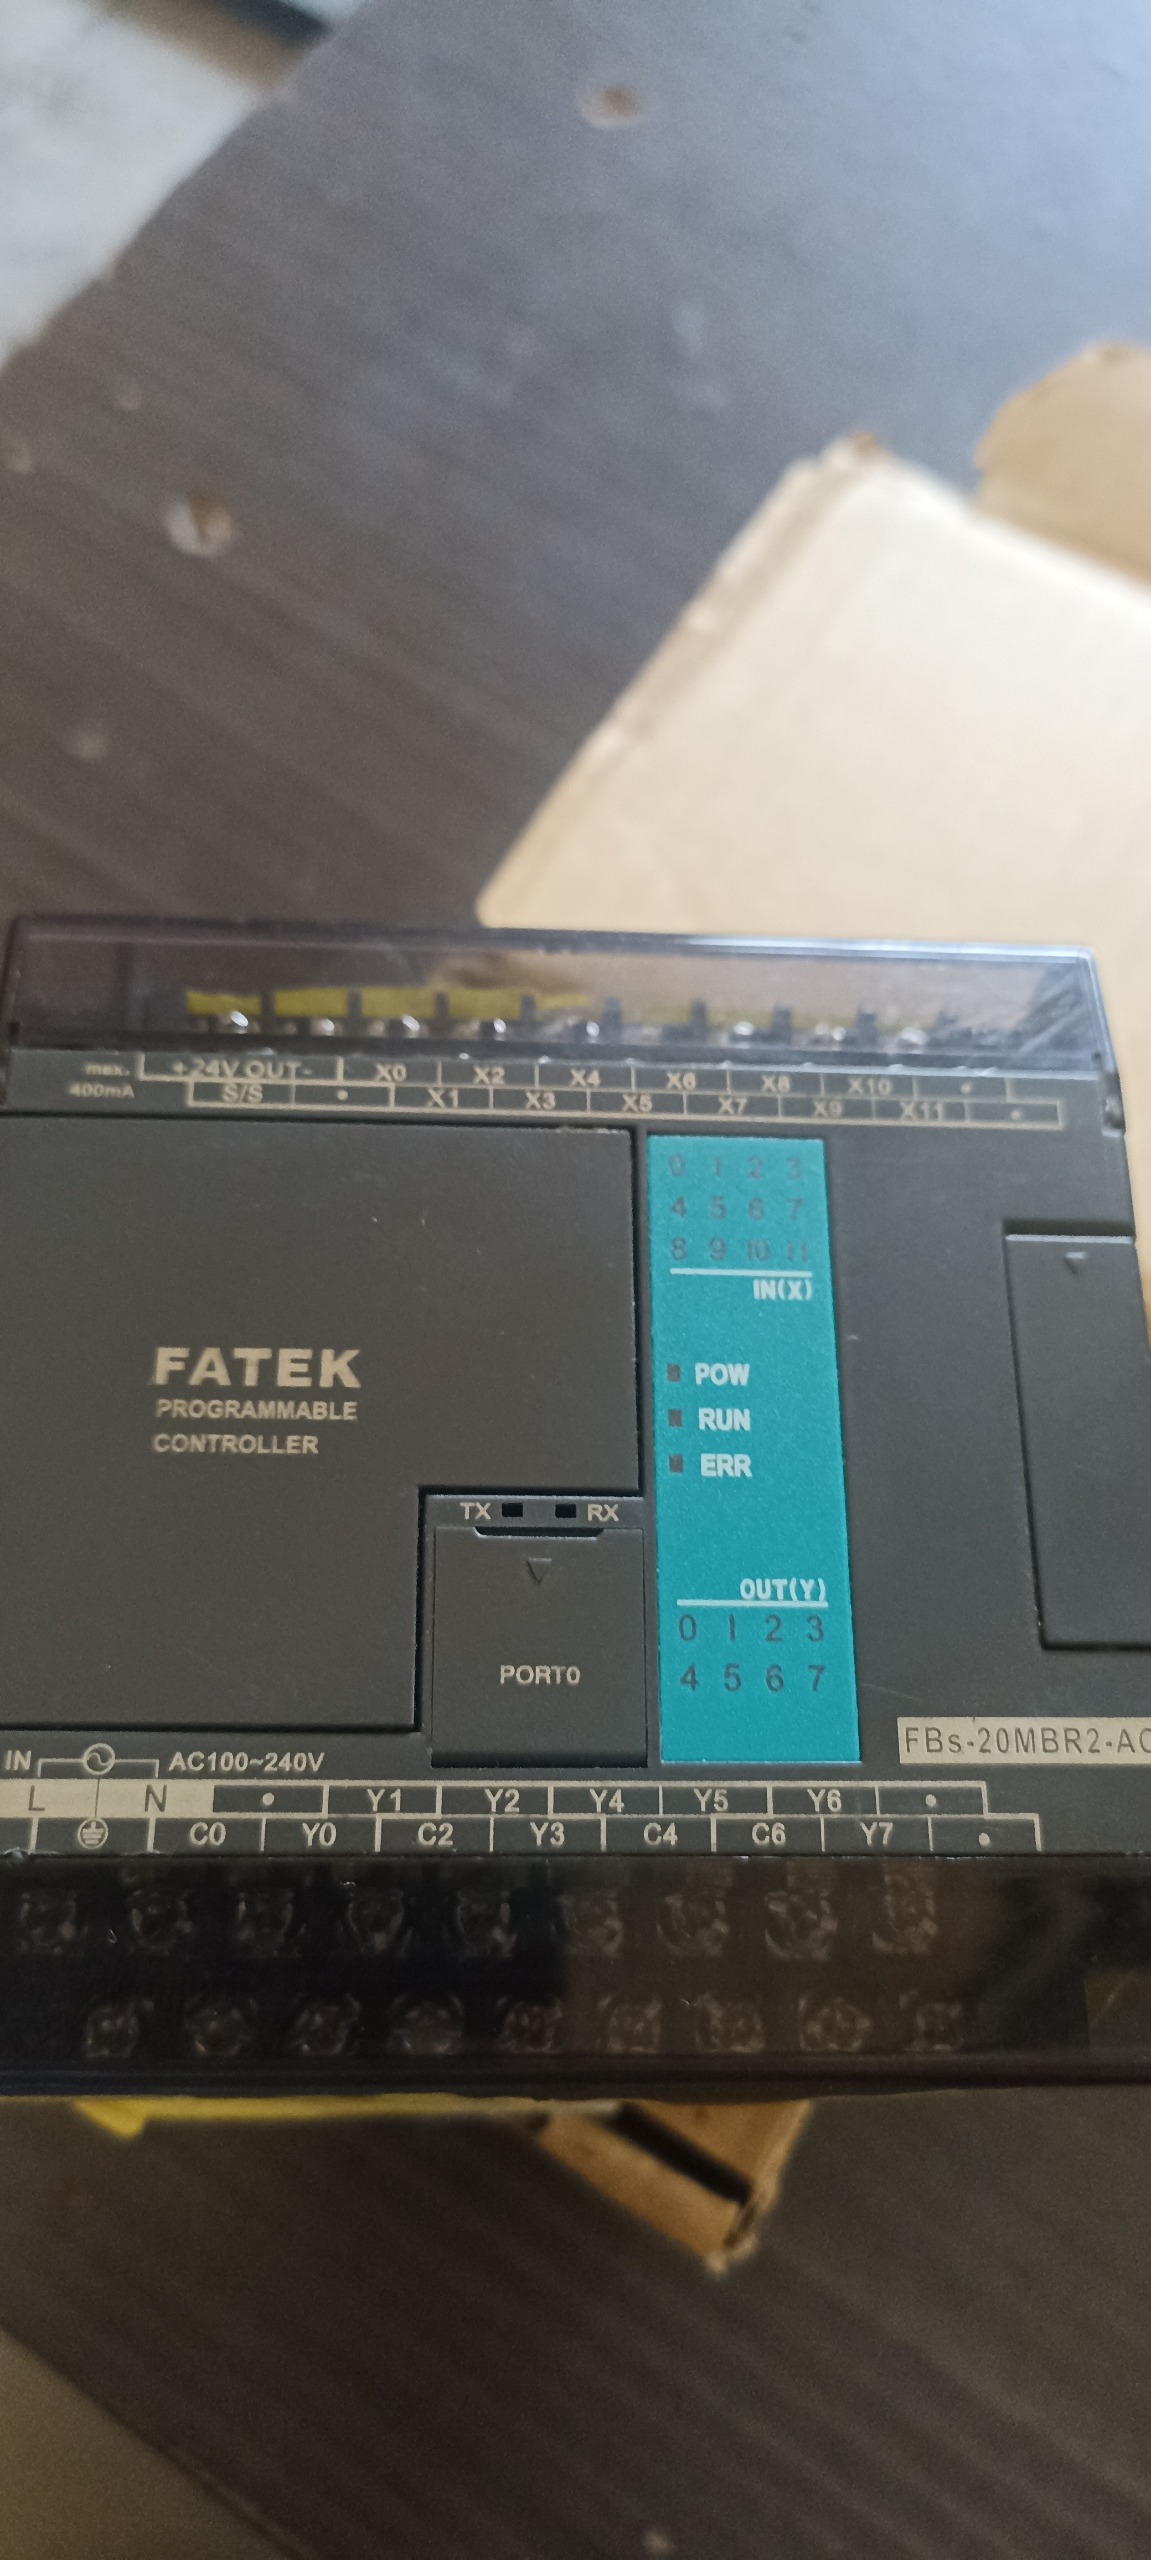 max. +24V OUT- X0 X2 X4 X6 X8 X10
400mA S/S X1 X3 X5 X7 X9 X11
0 1 2 3
4 5 6 7
8 9 10 11
IN(X)
FATEK
PROGRAMMABLE
CONTROLLER
POW
RUN
ERR
TX RX
PORT0
OUT(Y)
0 1 2 3
4 5 6 7
FBs-20MBR2-AC
IN AC100~240V
L N Y1 Y2 Y4 Y5 Y6
C0 Y0 C2 Y3 C4 C6 Y7